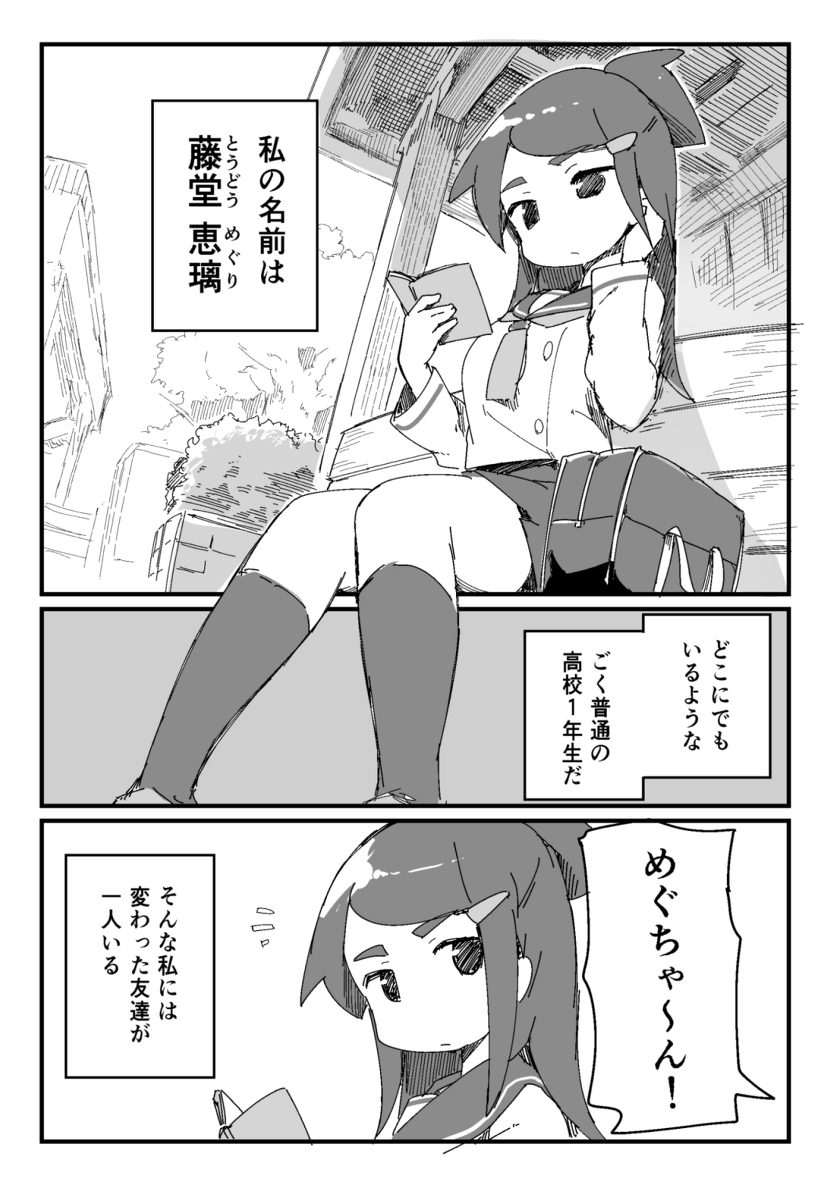 私の名前は
藤堂 恵璃
とうどう めぐり
どこにでも
いるような
ごく普通の
高校1年生だ
めぐちゃ～ん！
そんな私には
変わった友達が
一人いる